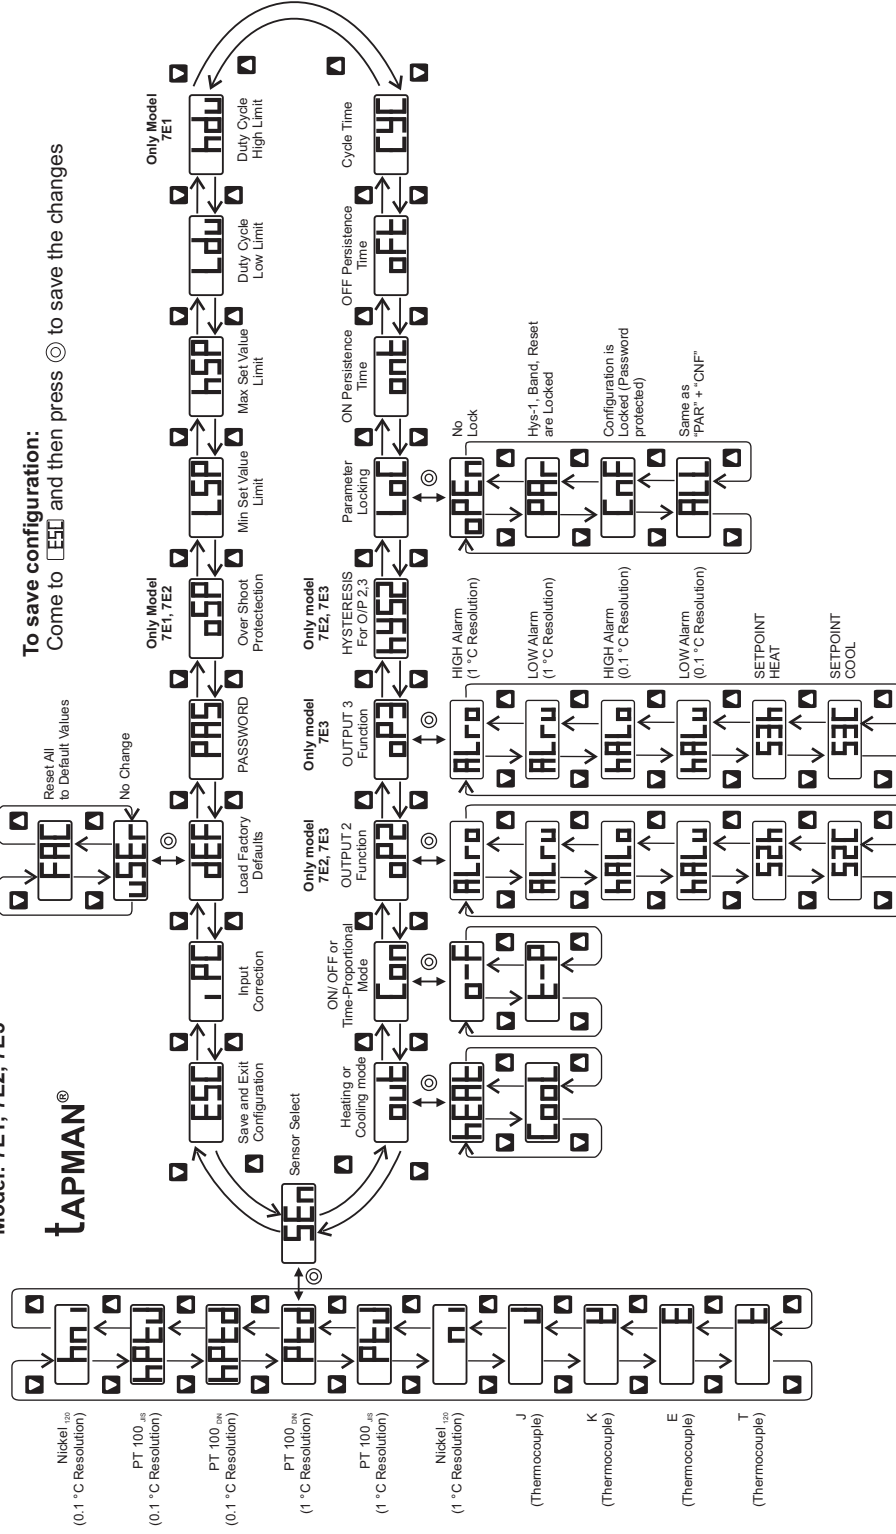 Model: 7E1, 7E2, 7E3
tAPMAN®
To save configuration:
Come to ESC and then press ◎ to save the changes
FAC
Reset All
to Default Values
uSEr
No Change
ESC
Save and Exit
Configuration
iPC
Input
Correction
dEF
Load Factory
Defaults
PAS
PASSWORD
Only Model
7E1, 7E2
oSP
Over Shoot
Protectection
LSP
Min Set Value
Limit
hSP
Max Set Value
Limit
Ldu
Duty Cycle
Low Limit
Only Model
7E1
hdu
Duty Cycle
High Limit
SEn
Sensor Select
Heating or
Cooling mode
out
ON/ OFF or
Time-Proportional
Mode
Con
Only model
7E2, 7E3
OUTPUT 2
Function
oP2
Only model
7E3
OUTPUT 3
Function
oP3
Only model
7E2, 7E3
HYSTERESIS
For O/P 2,3
hYS2
Parameter
Locking
LoC
ON Persistence
Time
ont
OFF Persistence
Time
oFt
Cycle Time
CYC
hEAt
CooL
o-F
t-P
ALro
ALru
hALo
hALu
S2h
S2C
ALro
ALru
hALo
hALu
S3h
S3C
HIGH Alarm
(1 °C Resolution)
LOW Alarm
(1 °C Resolution)
HIGH Alarm
(0.1 °C Resolution)
LOW Alarm
(0.1 °C Resolution)
SETPOINT
HEAT
SETPOINT
COOL
oPEn
No
Lock
PAr
Hys-1, Band, Reset
are Locked
CnF
Configuration is
Locked (Password
protected)
ALL
Same as
"PAR" + "CNF"
Nickel 120
(0.1 °C Resolution)
hni
PT 100 JIS
(0.1 °C Resolution)
hPtJ
PT 100 DIN
(0.1 °C Resolution)
hPtd
PT 100 DIN
(1 °C Resolution)
Ptd
PT 100 JIS
(1 °C Resolution)
PtJ
Nickel 120
(1 °C Resolution)
ni
J
(Thermocouple)
J
K
(Thermocouple)
E
(Thermocouple)
E
T
(Thermocouple)
t